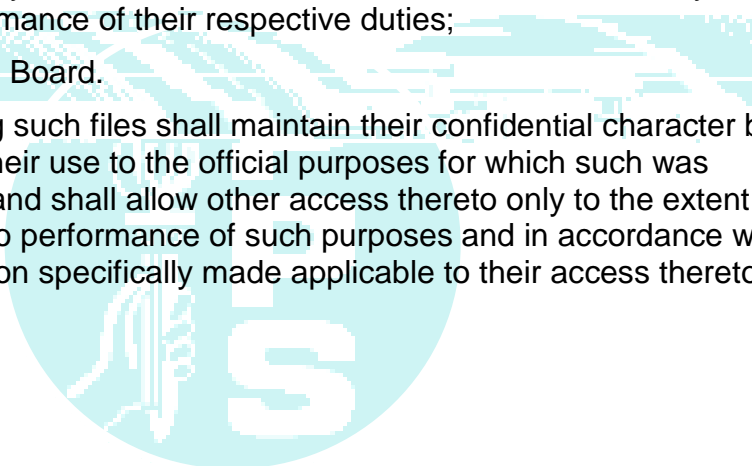 mance of their respective duties;
Board.
such files shall maintain their confidential character b
heir use to the official purposes for which such was
and shall allow other access thereto only to the extent
o performance of such purposes and in accordance w
on specifically made applicable to their access thereto
P
S